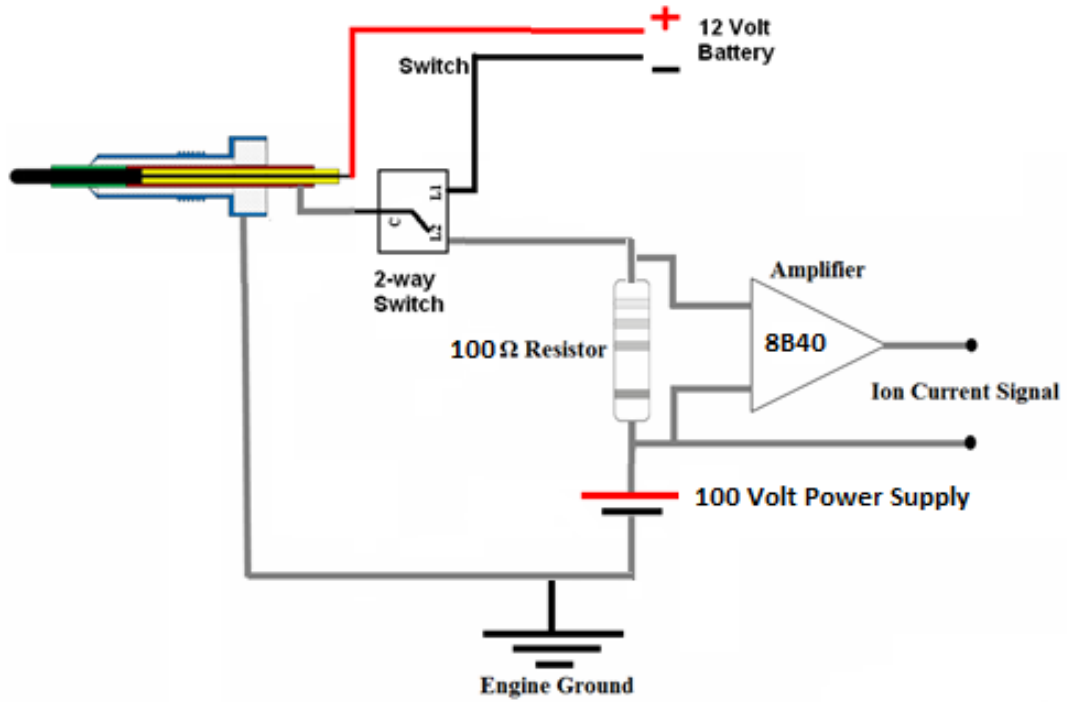 +
12 Volt
Battery
Switch
−
L1
C
L2
2-way
Switch
Amplifier
100 Ω Resistor
8B40
Ion Current Signal
100 Volt Power Supply
Engine Ground